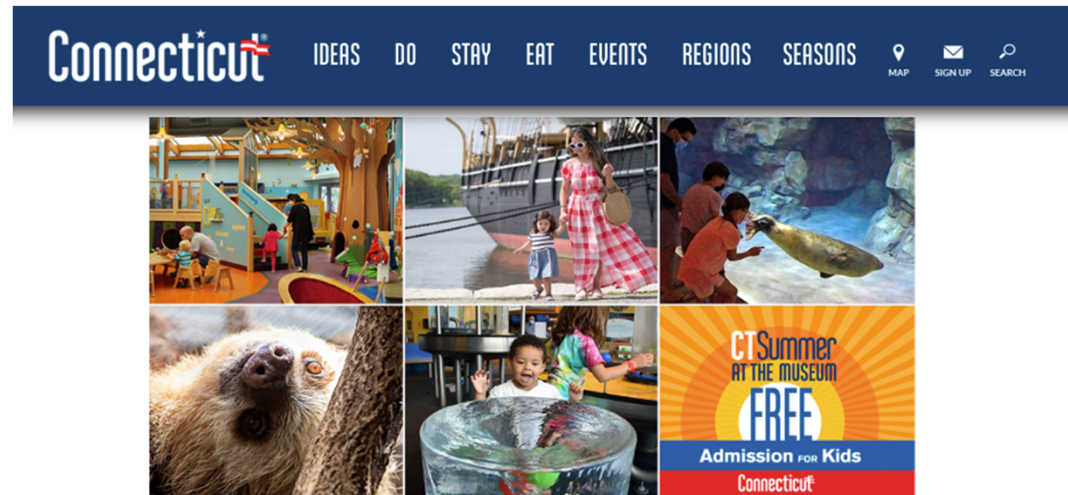 Connecticut®
IDEAS DO STAY EAT EVENTS REGIONS SEASONS
MAP SIGN UP SEARCH
CTSummer
AT THE MUSEUM
FREE
Admission FOR Kids
Connecticut